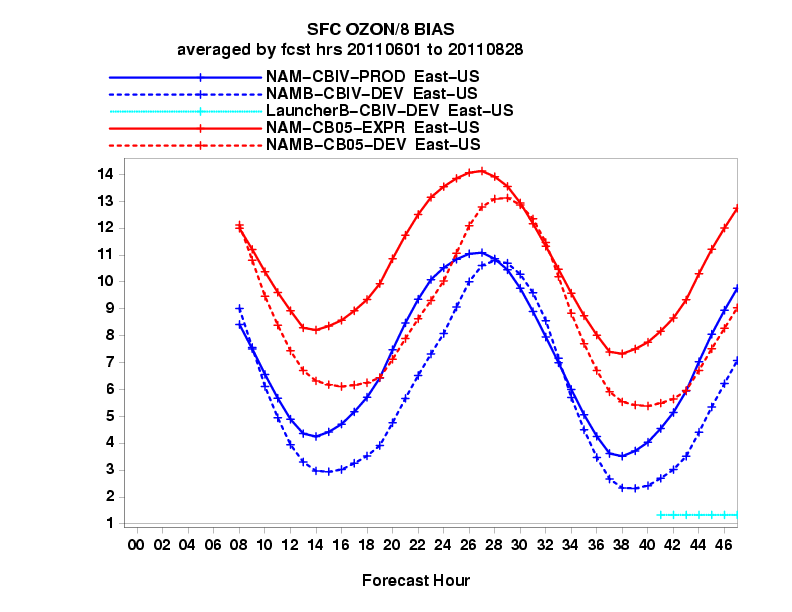 SFC OZON/8 BIAS
averaged by fcst hrs 20110601 to 20110828
NAM-CBIV-PROD East-US
NAMB-CBIV-DEV East-US
LauncherB-CBIV-DEV East-US
NAM-CB05-EXPR East-US
NAMB-CB05-DEV East-US
14
13
12
11
10
9
8
7
6
5
4
3
2
1
00 02 04 06 08 10 12 14 16 18 20 22 24 26 28 30 32 34 36 38 40 42 44 46
Forecast Hour